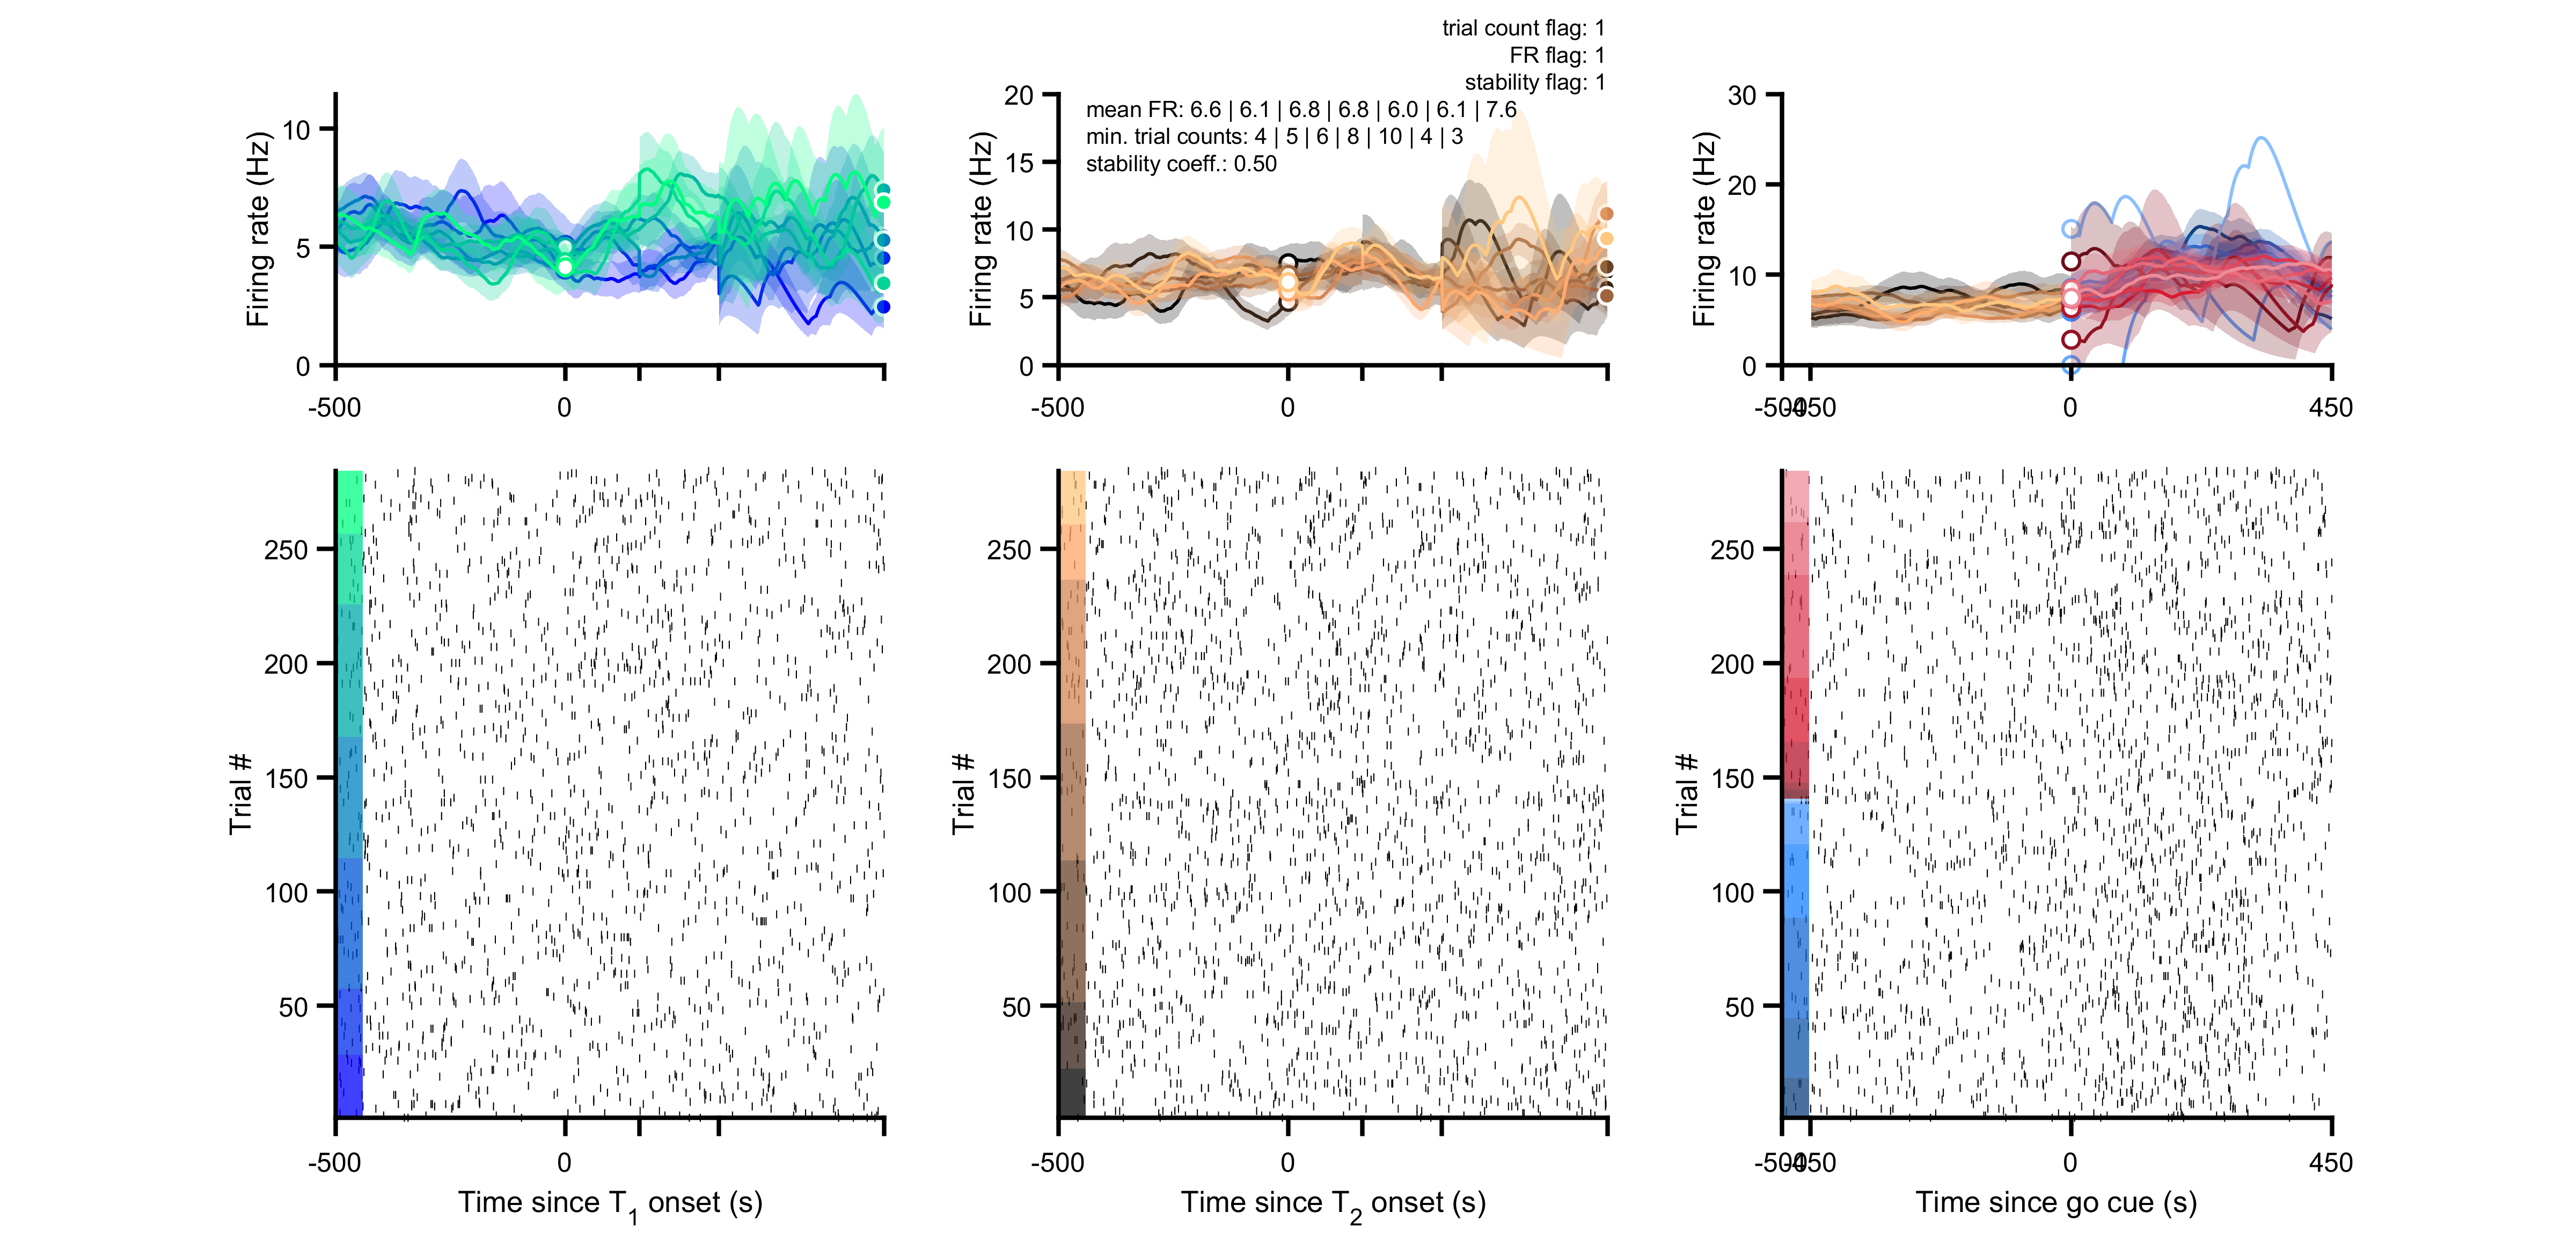 trial count flag: 1
FR flag: 1
stability flag: 1
mean FR: 6.6 | 6.1 | 6.8 | 6.8 | 6.0 | 6.1 | 7.6
min. trial counts: 4 | 5 | 6 | 8 | 10 | 4 | 3
stability coeff.: 0.50
Firing rate (Hz)
10
5
0
-500
0
Firing rate (Hz)
20
15
10
5
0
-500
0
Firing rate (Hz)
30
20
10
0
-500
-450
0
450
Trial #
250
200
150
100
50
-500
0
Time since T1 onset (s)
Trial #
250
200
150
100
50
-500
0
Time since T2 onset (s)
Trial #
250
200
150
100
50
-500
-450
0
450
Time since go cue (s)